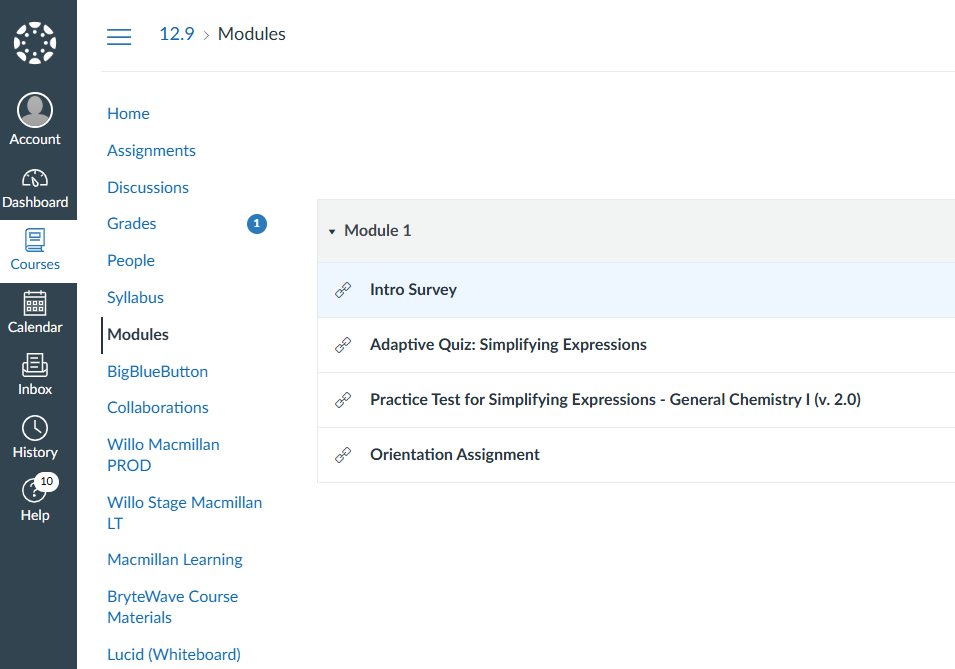 12.9 > Modules
Account
Dashboard
Courses
Calendar
Inbox
History
10
Help
Home
Assignments
Discussions
Grades 1
People
Syllabus
Modules
BigBlueButton
Collaborations
Willo Macmillan
PROD
Willo Stage Macmillan
LT
Macmillan Learning
BryteWave Course
Materials
Lucid (Whiteboard)
Module 1
Intro Survey
Adaptive Quiz: Simplifying Expressions
Practice Test for Simplifying Expressions - General Chemistry I (v. 2.0)
Orientation Assignment